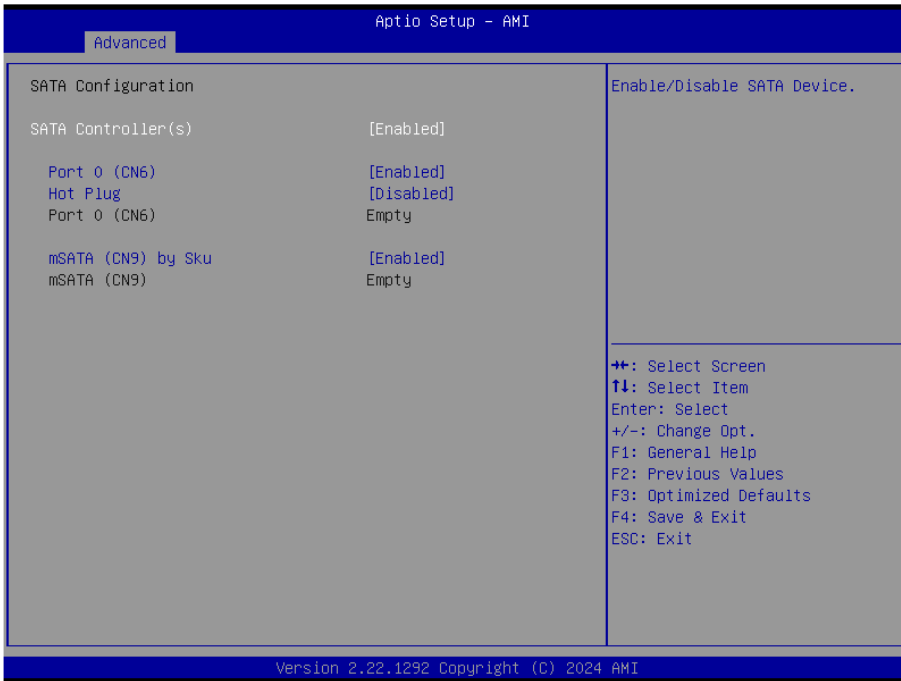 Aptio Setup – AMI
Advanced
SATA Configuration
SATA Controller(s) [Enabled]
Port 0 (CN6) [Enabled]
Hot Plug [Disabled]
Port 0 (CN6) Empty
mSATA (CN9) by Sku [Enabled]
mSATA (CN9) Empty
Enable/Disable SATA Device.
→←: Select Screen
↑↓: Select Item
Enter: Select
+/-: Change Opt.
F1: General Help
F2: Previous Values
F3: Optimized Defaults
F4: Save & Exit
ESC: Exit
Version 2.22.1292 Copyright (C) 2024 AMI